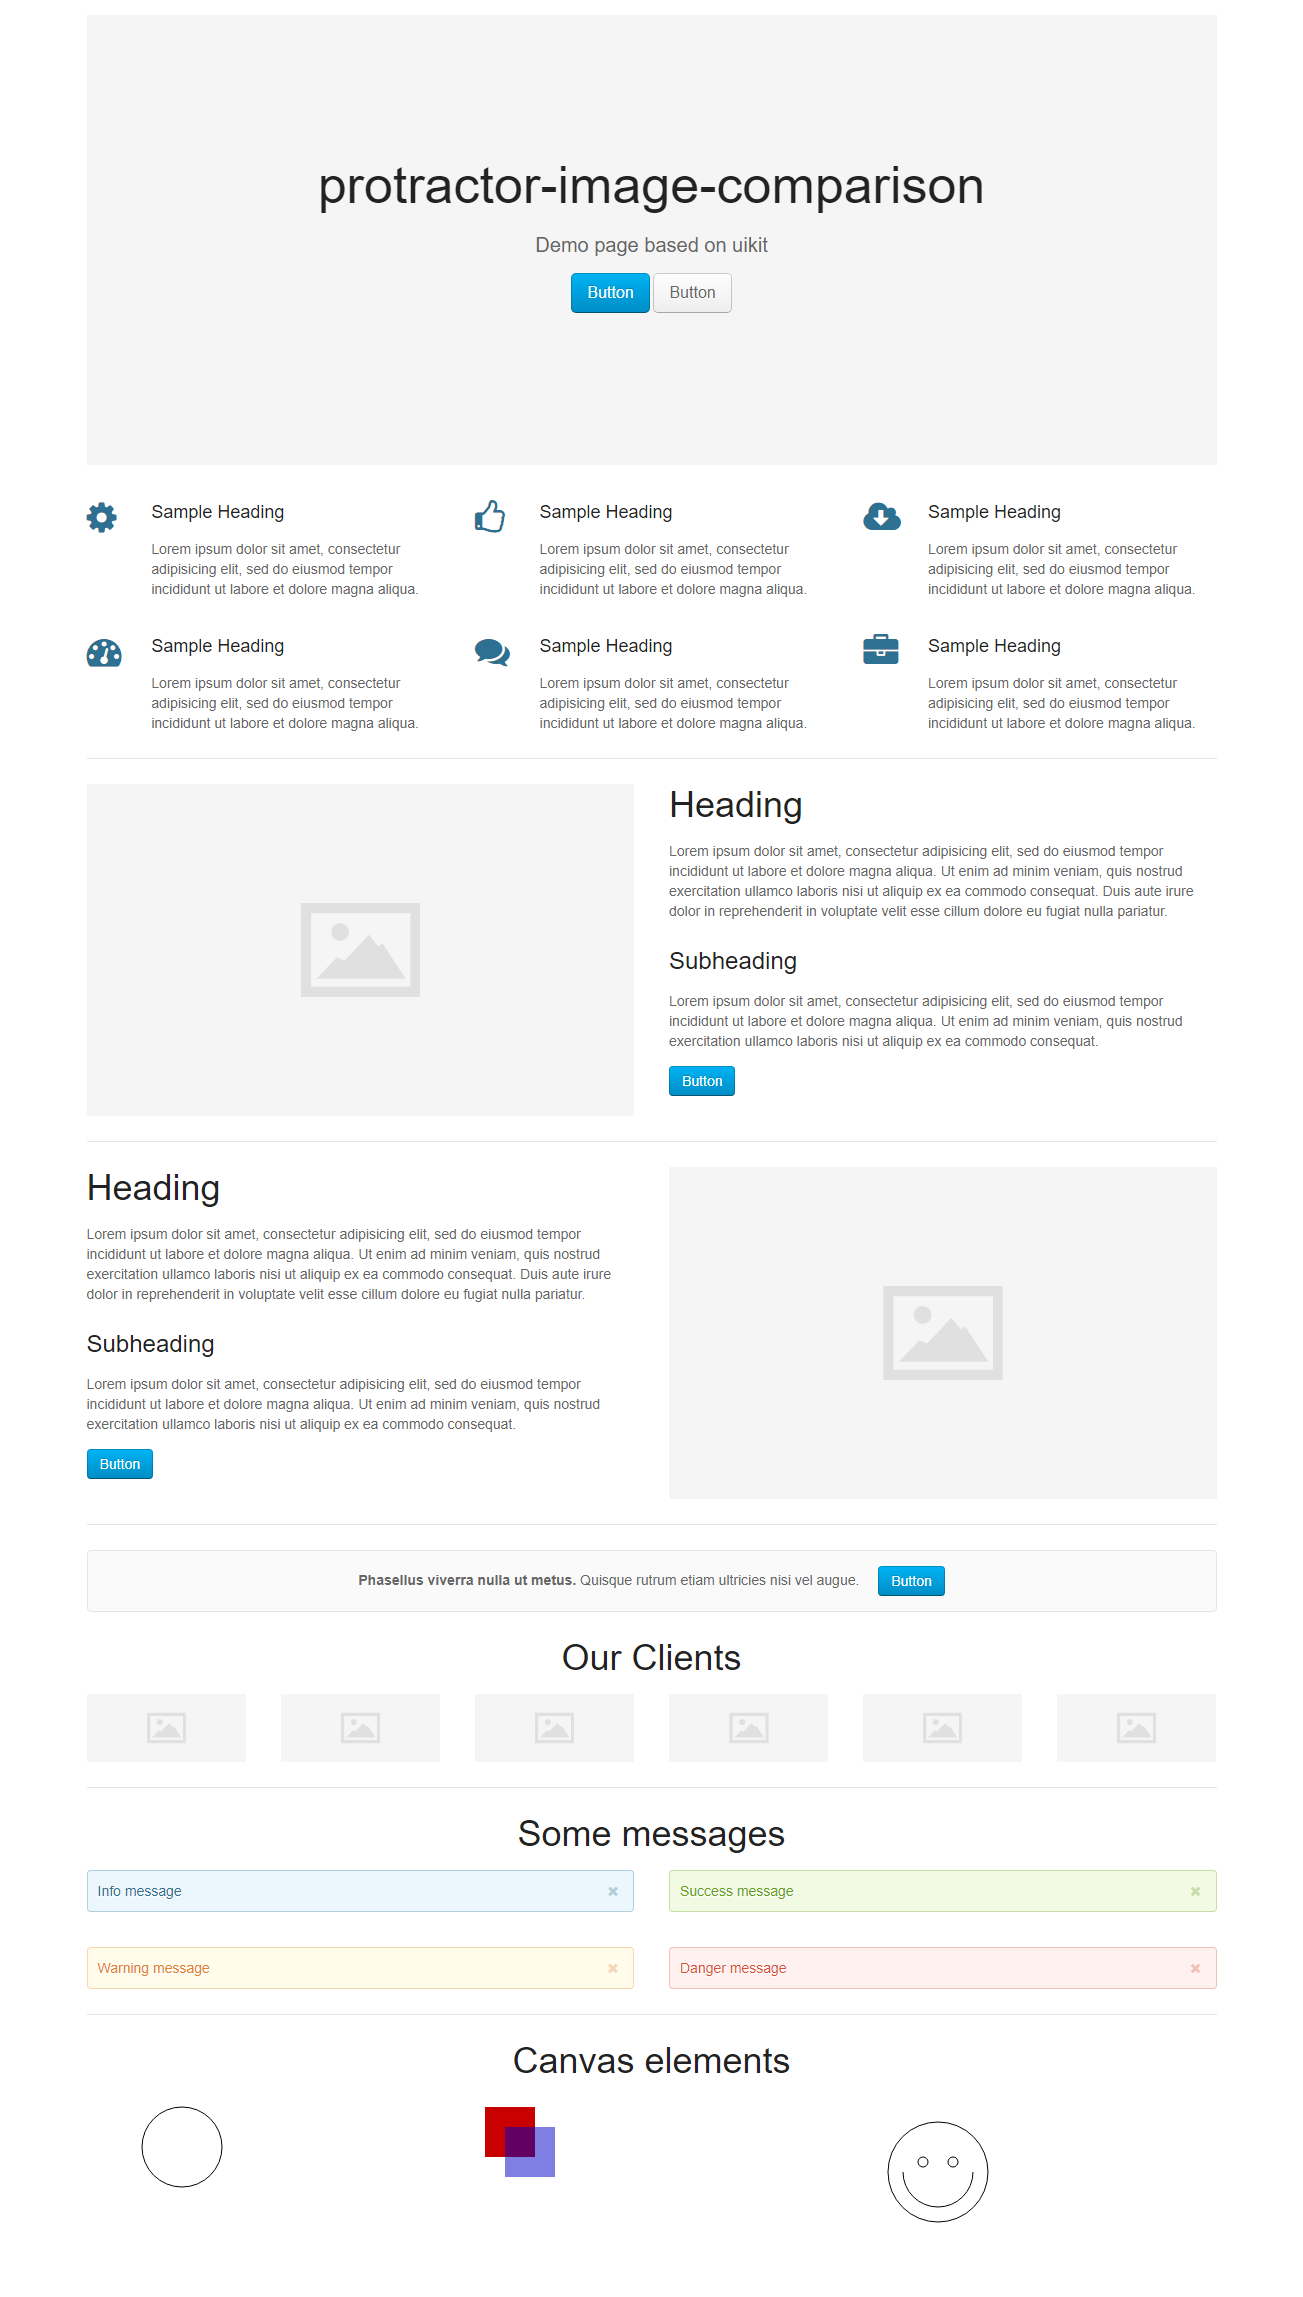 protractor-image-comparison
Demo page based on uikit
Button Button
Sample Heading
Lorem ipsum dolor sit amet, consectetur
adipisicing elit, sed do eiusmod tempor
incididunt ut labore et dolore magna aliqua.
Sample Heading
Lorem ipsum dolor sit amet, consectetur
adipisicing elit, sed do eiusmod tempor
incididunt ut labore et dolore magna aliqua.
Sample Heading
Lorem ipsum dolor sit amet, consectetur
adipisicing elit, sed do eiusmod tempor
incididunt ut labore et dolore magna aliqua.
Sample Heading
Lorem ipsum dolor sit amet, consectetur
adipisicing elit, sed do eiusmod tempor
incididunt ut labore et dolore magna aliqua.
Sample Heading
Lorem ipsum dolor sit amet, consectetur
adipisicing elit, sed do eiusmod tempor
incididunt ut labore et dolore magna aliqua.
Sample Heading
Lorem ipsum dolor sit amet, consectetur
adipisicing elit, sed do eiusmod tempor
incididunt ut labore et dolore magna aliqua.
Heading
Lorem ipsum dolor sit amet, consectetur adipisicing elit, sed do eiusmod tempor
incididunt ut labore et dolore magna aliqua. Ut enim ad minim veniam, quis nostrud
exercitation ullamco laboris nisi ut aliquip ex ea commodo consequat. Duis aute irure
dolor in reprehenderit in voluptate velit esse cillum dolore eu fugiat nulla pariatur.
Subheading
Lorem ipsum dolor sit amet, consectetur adipisicing elit, sed do eiusmod tempor
incididunt ut labore et dolore magna aliqua. Ut enim ad minim veniam, quis nostrud
exercitation ullamco laboris nisi ut aliquip ex ea commodo consequat.
Button
Heading
Lorem ipsum dolor sit amet, consectetur adipisicing elit, sed do eiusmod tempor
incididunt ut labore et dolore magna aliqua. Ut enim ad minim veniam, quis nostrud
exercitation ullamco laboris nisi ut aliquip ex ea commodo consequat. Duis aute irure
dolor in reprehenderit in voluptate velit esse cillum dolore eu fugiat nulla pariatur.
Subheading
Lorem ipsum dolor sit amet, consectetur adipisicing elit, sed do eiusmod tempor
incididunt ut labore et dolore magna aliqua. Ut enim ad minim veniam, quis nostrud
exercitation ullamco laboris nisi ut aliquip ex ea commodo consequat.
Button
Phasellus viverra nulla ut metus. Quisque rutrum etiam ultricies nisi vel augue. Button
Our Clients
Some messages
Info message
Success message
Warning message
Danger message
Canvas elements